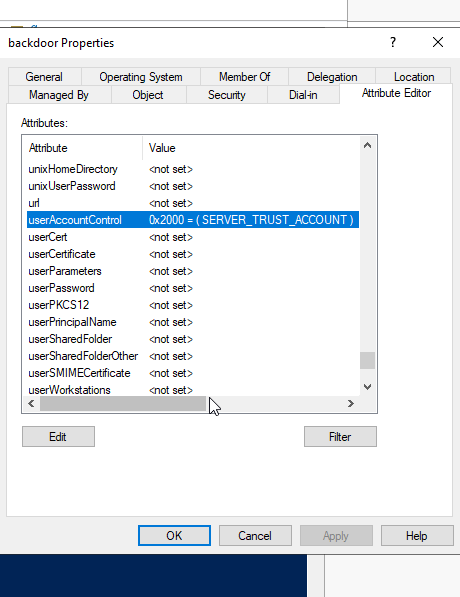 backdoor Properties
General Operating System Member Of Delegation Location
Managed By Object Security Dial-in Attribute Editor
Attributes:
Attribute Value
unixHomeDirectory <not set>
unixUserPassword <not set>
url <not set>
userAccountControl 0x2000 = ( SERVER_TRUST_ACCOUNT )
userCert <not set>
userCertificate <not set>
userParameters <not set>
userPassword <not set>
userPKCS12 <not set>
userPrincipalName <not set>
userSharedFolder <not set>
userSharedFolderOther <not set>
userSMIMECertificate <not set>
userWorkstations <not set>
Edit Filter
OK Cancel Apply Help